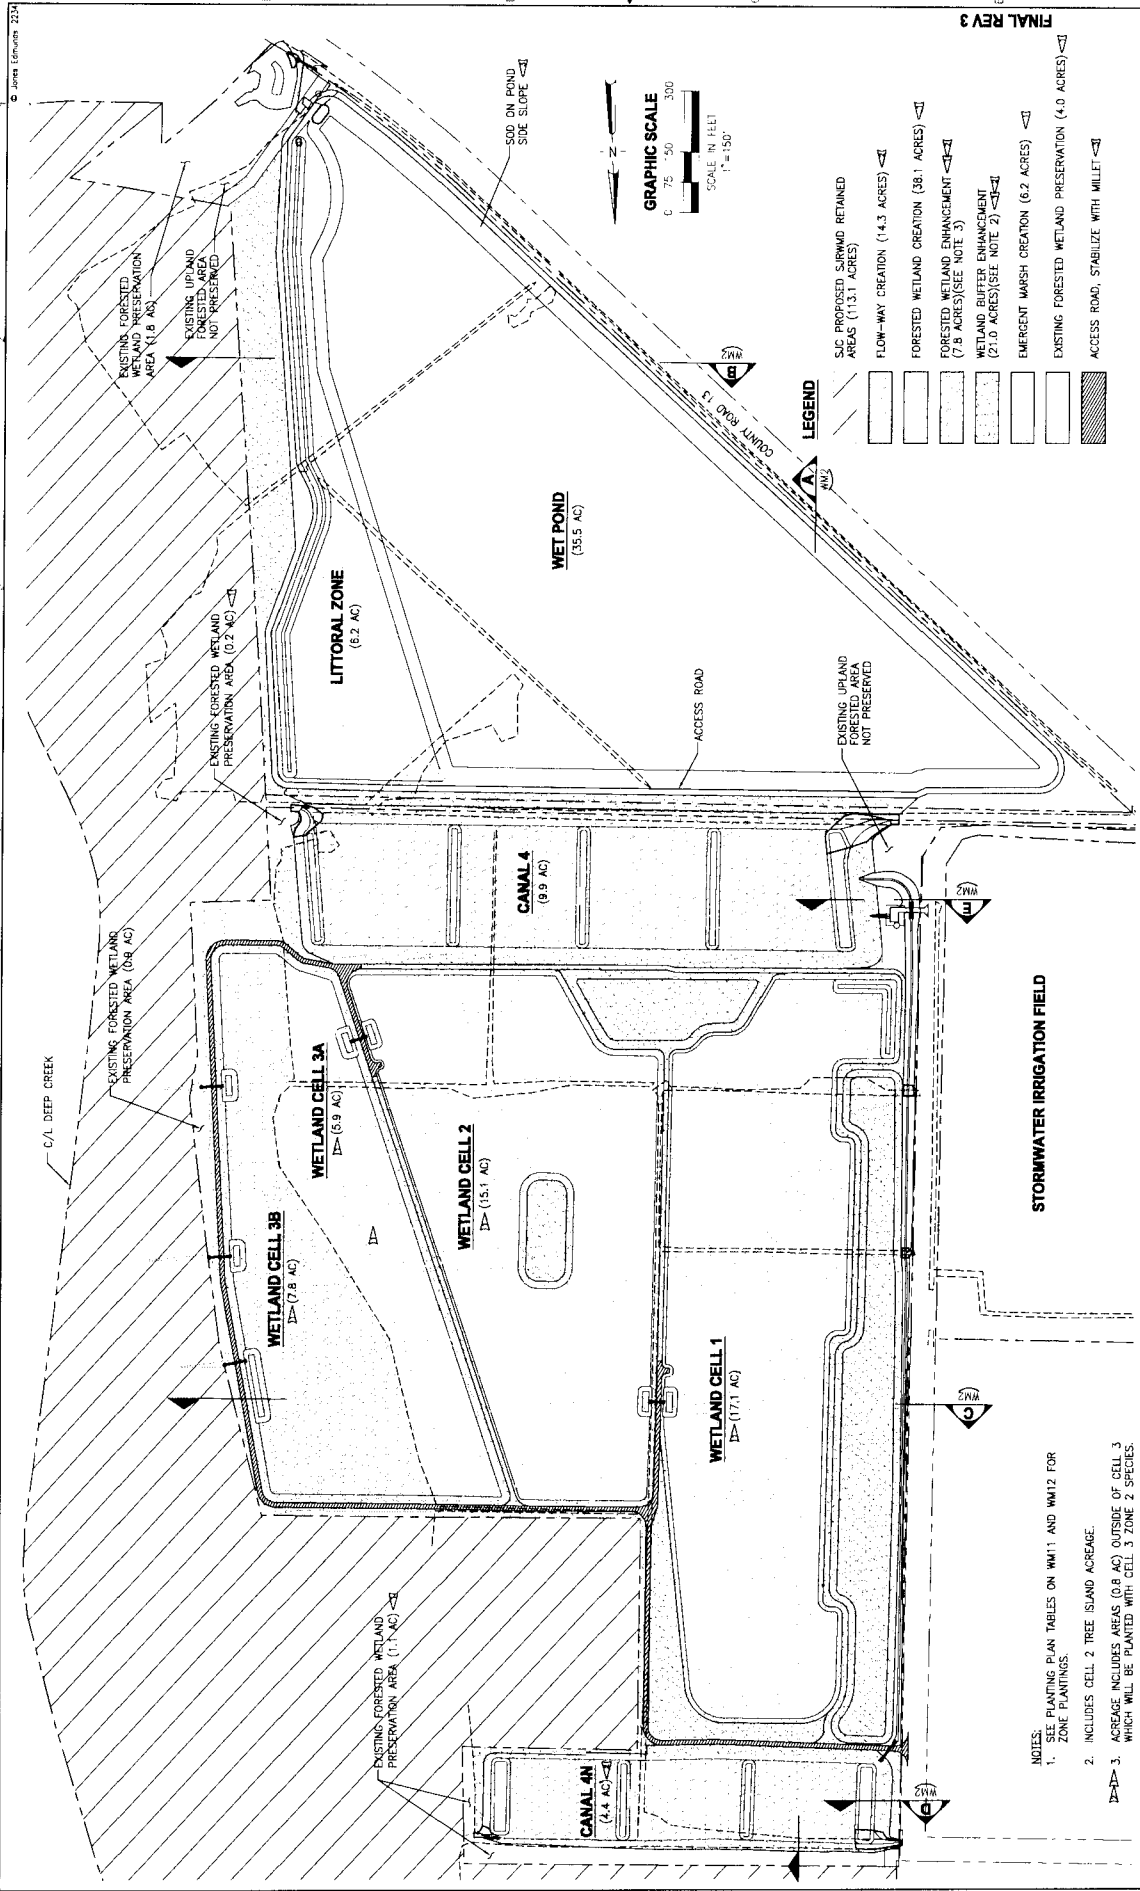 © Jones Edmunds 2234
FINAL REV 3
C/L DEEP CREEK
EXISTING FORESTED
WETLAND PRESERVATION
AREA (1.8 AC)
EXISTING UPLAND
FORESTED AREA
NOT PRESERVED
EXISTING FORESTED WETLAND
PRESERVATION AREA (0.2 AC)
EXISTING FORESTED WETLAND
PRESERVATION AREA (0.9 AC)
EXISTING FORESTED WETLAND
PRESERVATION AREA (1.1 AC)
SOD ON POND
SIDE SLOPE
N
GRAPHIC SCALE
0 75 150 300
SCALE IN FEET
1"=150'
LITTORAL ZONE
(6.2 AC)
WET POND
(35.5 AC)
COUNTY ROAD 13
B
WM2
A
WM2
ACCESS ROAD
EXISTING UPLAND
FORESTED AREA
NOT PRESERVED
CANAL 4
(9.9 AC)
E
WM2
WETLAND CELL 3A
(5.9 AC)
WETLAND CELL 3B
(7.8 AC)
WETLAND CELL 2
(15.1 AC)
WETLAND CELL 1
(17.1 AC)
CANAL 4N
(4.4 AC)
STORMWATER IRRIGATION FIELD
C
WM2
D
WM2
LEGEND
SJC PROPOSED SJRWMD RETAINED
AREAS (113.1 ACRES)
FLOW-WAY CREATION (14.3 ACRES)
FORESTED WETLAND CREATION (38.1 ACRES)
FORESTED WETLAND ENHANCEMENT
(7.8 ACRES)(SEE NOTE 3)
WETLAND BUFFER ENHANCEMENT
(21.0 ACRES)(SEE NOTE 2)
EMERGENT MARSH CREATION (6.2 ACRES)
EXISTING FORESTED WETLAND PRESERVATION (4.0 ACRES)
ACCESS ROAD, STABILIZE WITH MILLET
NOTES:
1. SEE PLANTING PLAN TABLES ON WM11 AND WM12 FOR
ZONE PLANTINGS.
2. INCLUDES CELL 2 TREE ISLAND ACREAGE.
3. ACREAGE INCLUDES AREAS (0.8 AC) OUTSIDE OF CELL 3
WHICH WILL BE PLANTED WITH CELL 3 ZONE 2 SPECIES.